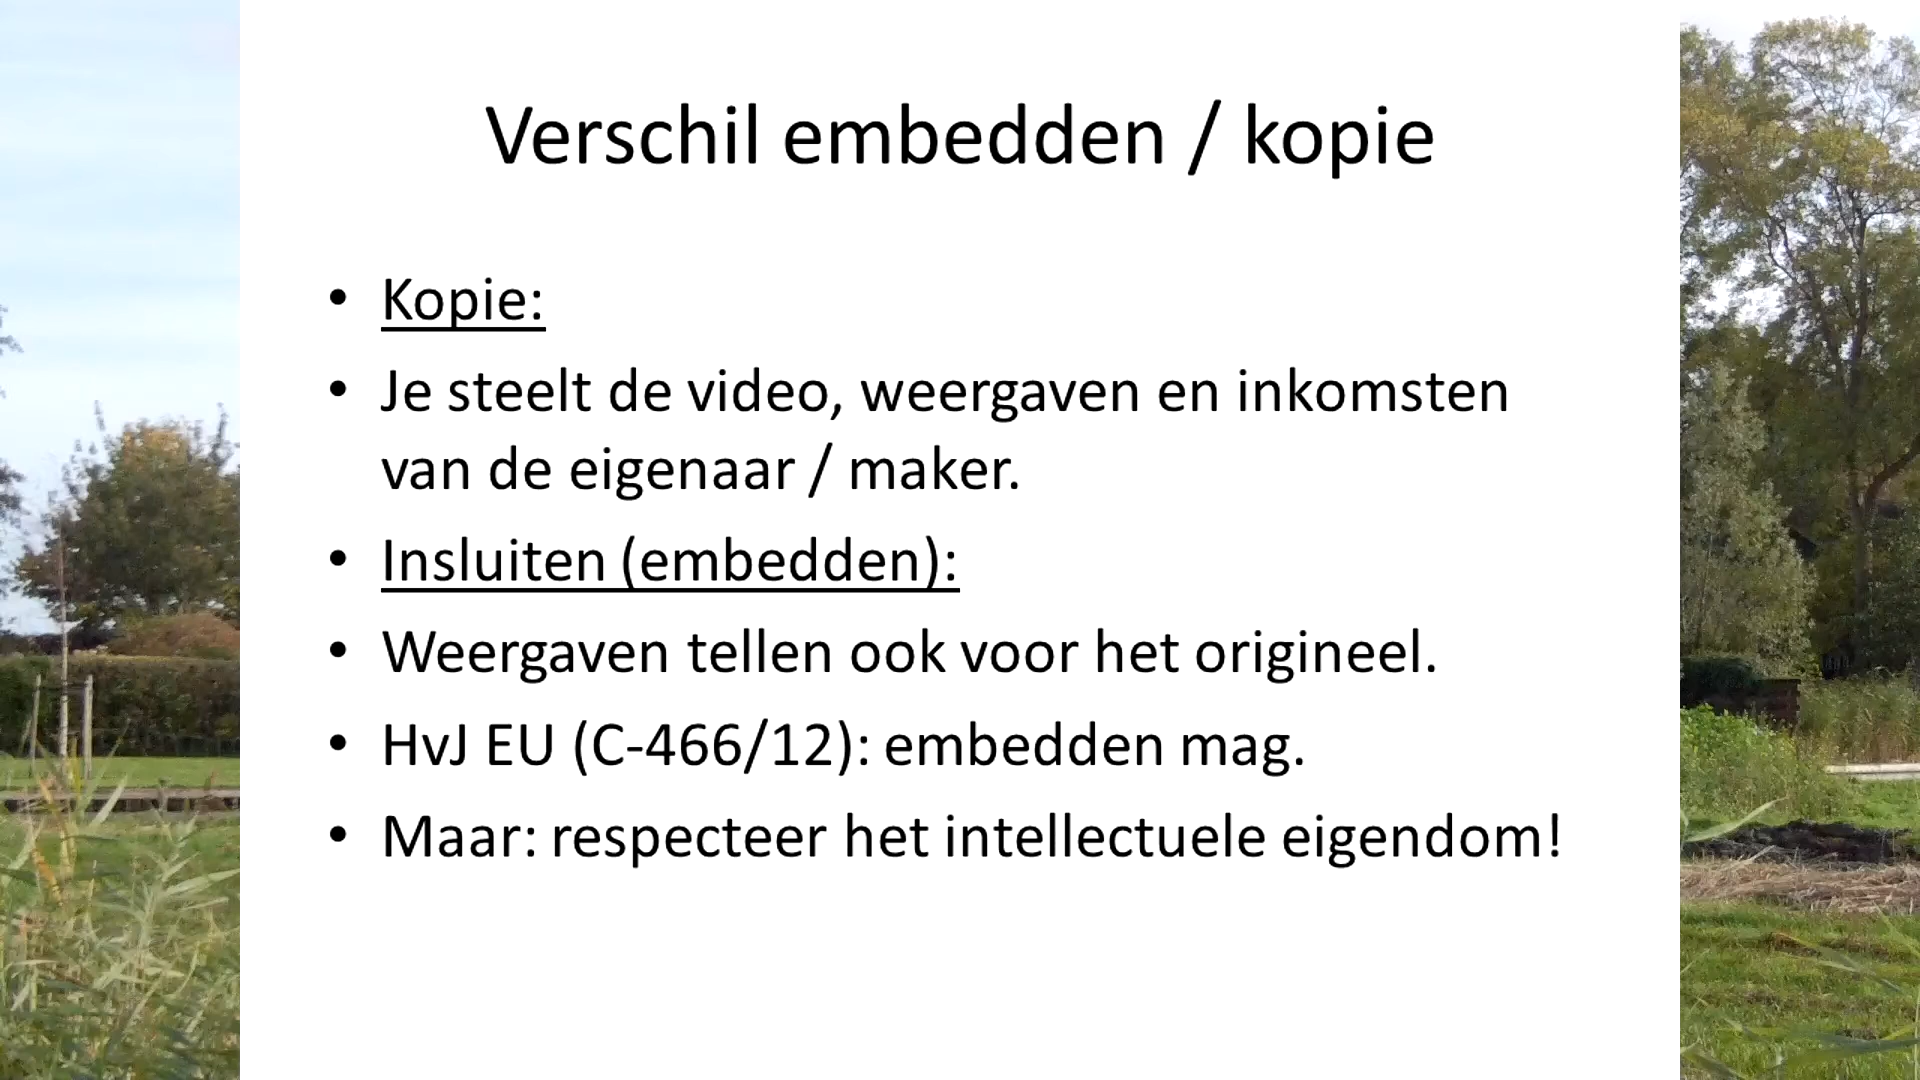 Verschil embedden / kopie
• Kopie:
• Je steelt de video, weergaven en inkomsten
van de eigenaar / maker.
• Insluiten (embedden):
• Weergaven tellen ook voor het origineel.
• HvJ EU (C-466/12): embedden mag.
• Maar: respecteer het intellectuele eigendom!